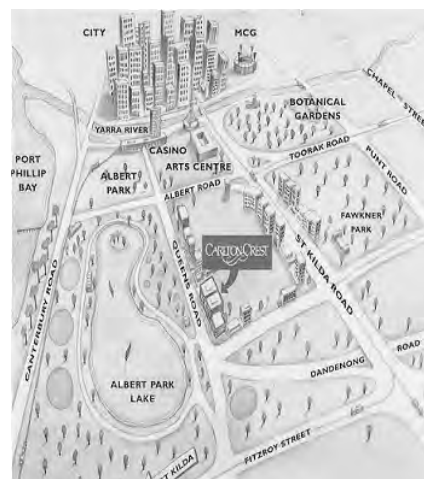 CITY
MCG
CHAPEL STREET
YARRA RIVER
BOTANICAL
GARDENS
CASINO
TOORAK ROAD
PORT
PHILLIP
BAY
ARTS CENTRE
PUNT ROAD
ALBERT
PARK
ALBERT ROAD
FAWKNER
PARK
QUEENS ROAD
CARLTON CREST
ST KILDA ROAD
CANTERBURY ROAD
DANDENONG ROAD
ALBERT PARK
LAKE
KILDA
FITZROY STREET